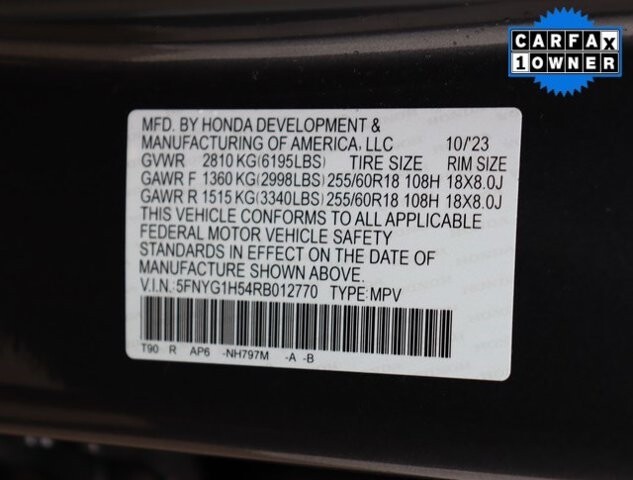 CARFAX
1 OWNER
MFD. BY HONDA DEVELOPMENT &
MANUFACTURING OF AMERICA, LLC 10/'23
GVWR 2810 KG(6195LBS) TIRE SIZE RIM SIZE
GAWR F 1360 KG(2998LBS) 255/60R18 108H 18X8.0J
GAWR R 1515 KG(3340LBS) 255/60R18 108H 18X8.0J
THIS VEHICLE CONFORMS TO ALL APPLICABLE
FEDERAL MOTOR VEHICLE SAFETY
STANDARDS IN EFFECT ON THE DATE OF
MANUFACTURE SHOWN ABOVE.
V.I.N.:5FNYG1H54RB012770 TYPE:MPV
T90 R AP6 -NH797M -A -B